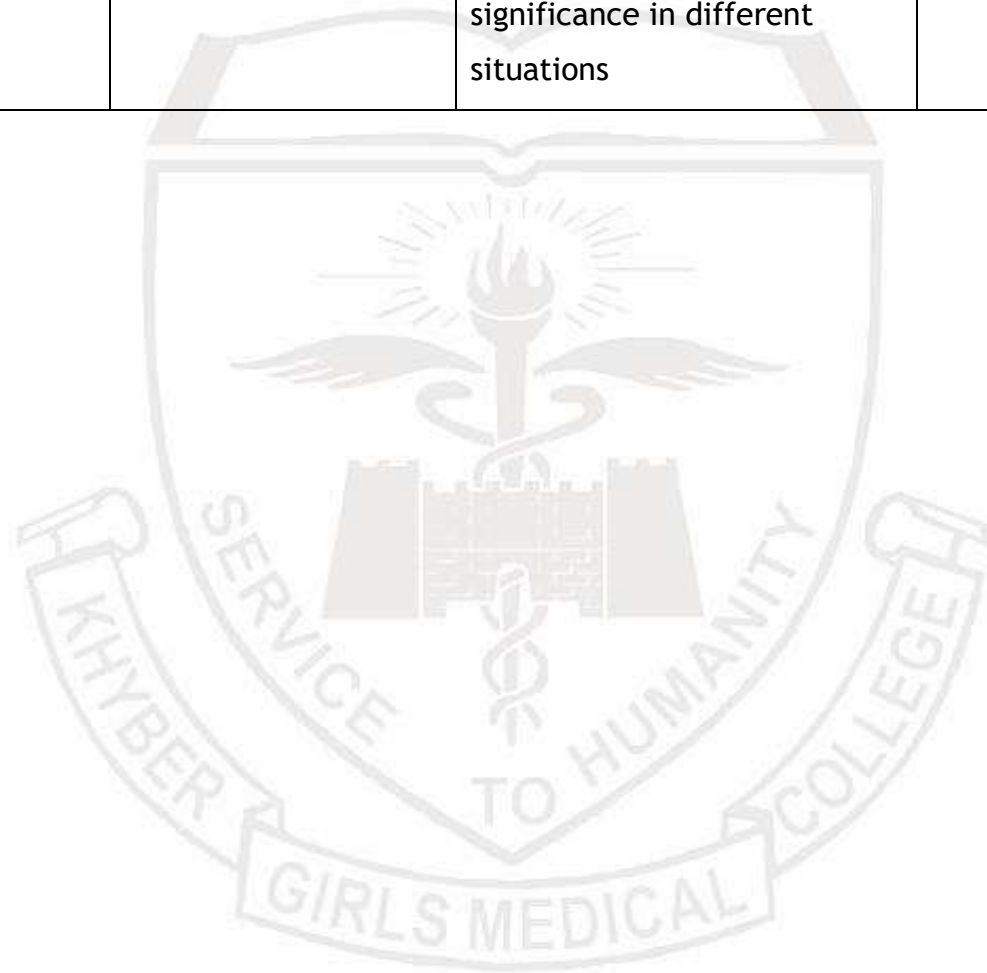 significance in different
situations
SERVICE TO HUMANITY
KHYBER GIRLS MEDICAL COLLEGE